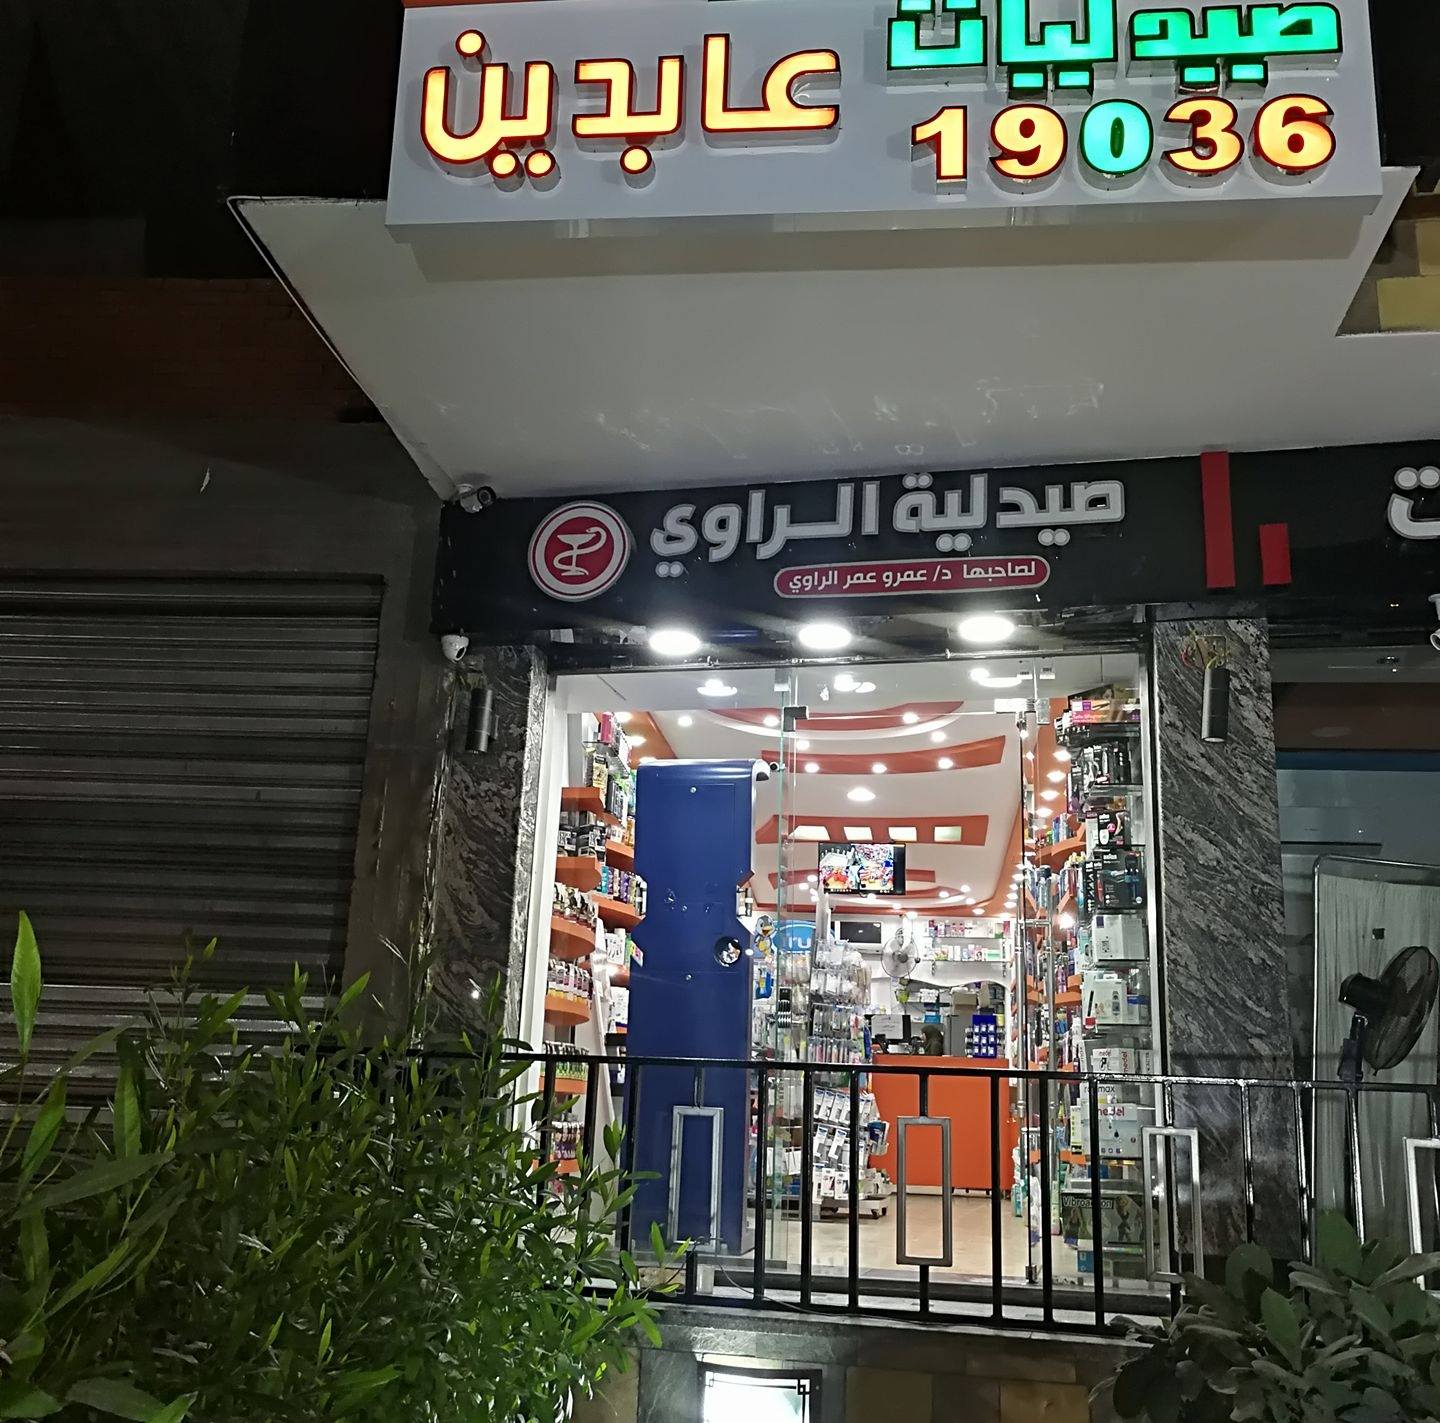 صيدليات
عابدين
19036
صيدلية الراوي
لصاحبها د/ عمرو عمر الراوي